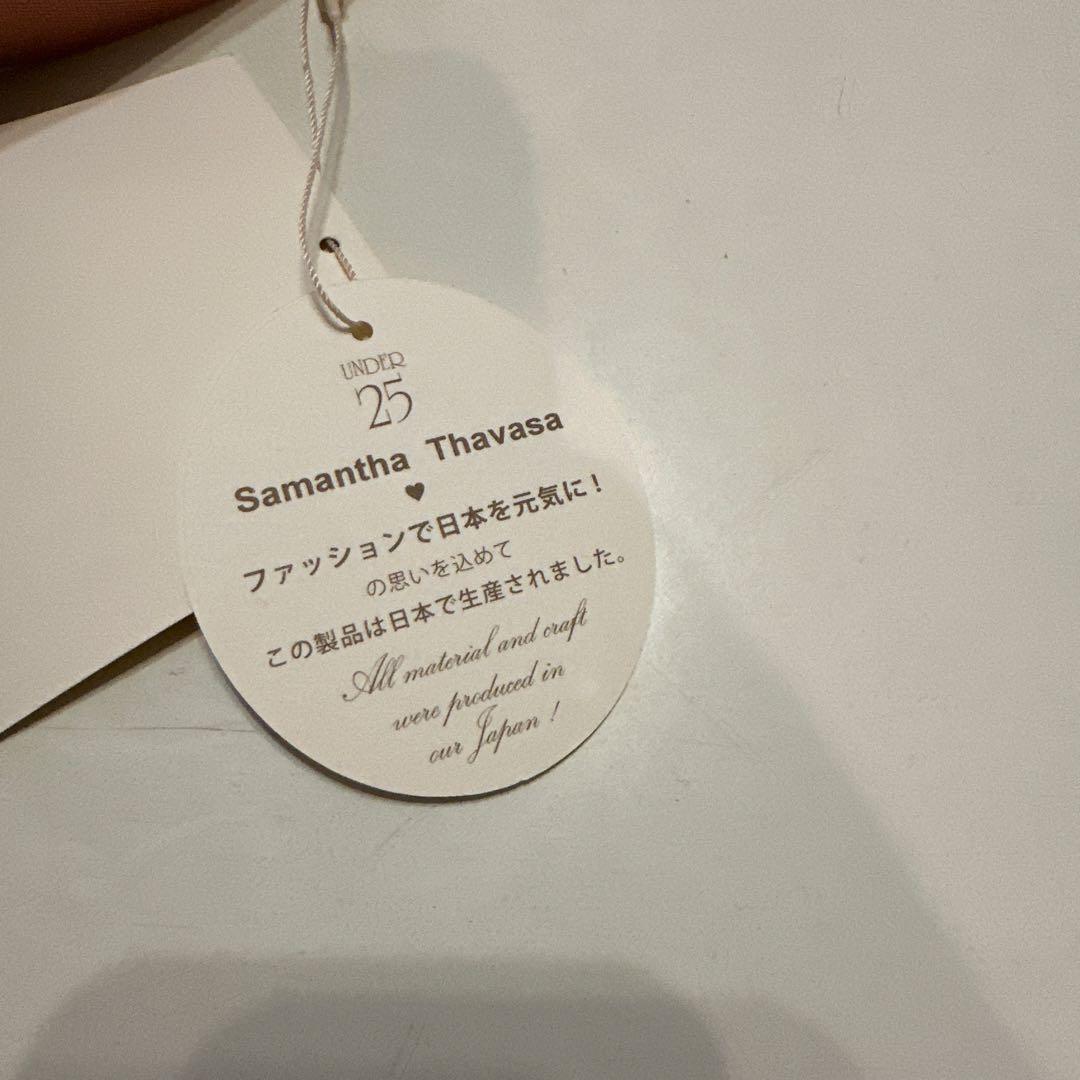 UNDER
25
Samantha Thavasa
♥
ファッションで日本を元気に!
の思いを込めて
この製品は日本で生産されました。
All material and craft
were produced in
our Japan !